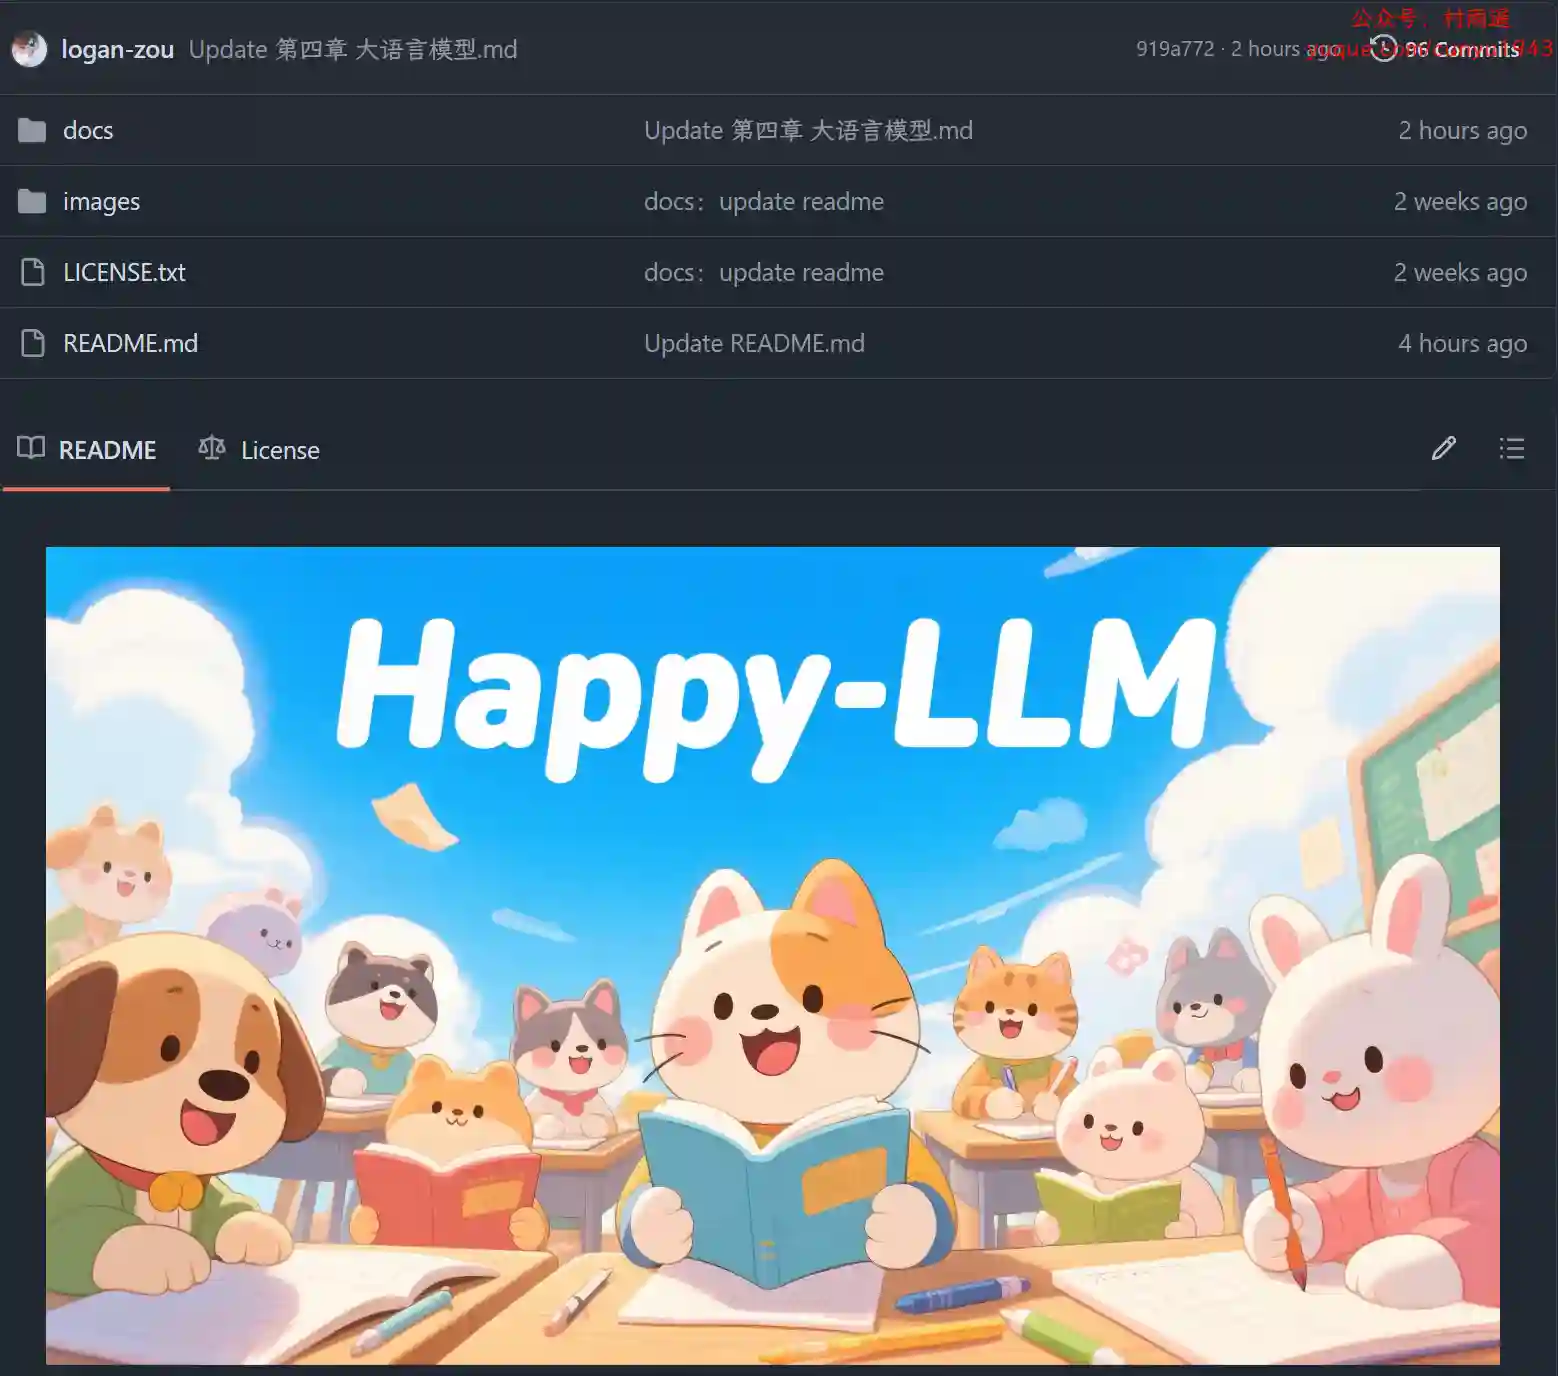 公众号：村雨遥
logan-zou Update 第四章 大语言模型.md 919a772 · 2 hours ago 96 Commits
docs Update 第四章 大语言模型.md 2 hours ago
images docs：update readme 2 weeks ago
LICENSE.txt docs：update readme 2 weeks ago
README.md Update README.md 4 hours ago
README License
Happy-LLM